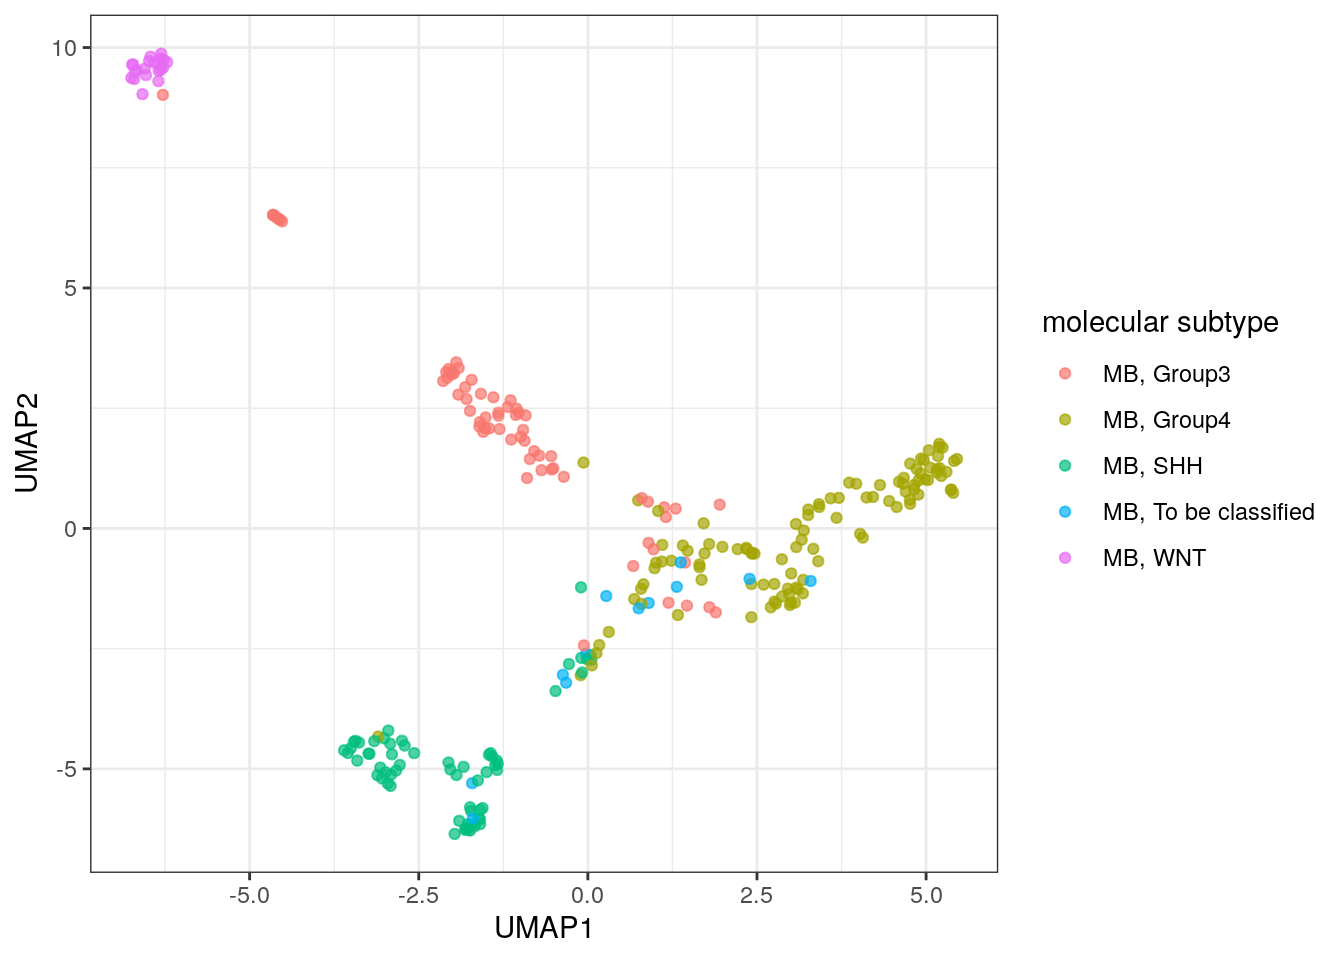 10
5
0
-5
UMAP2
-5.0
-2.5
0.0
2.5
5.0
UMAP1
molecular subtype
MB, Group3
MB, Group4
MB, SHH
MB, To be classified
MB, WNT